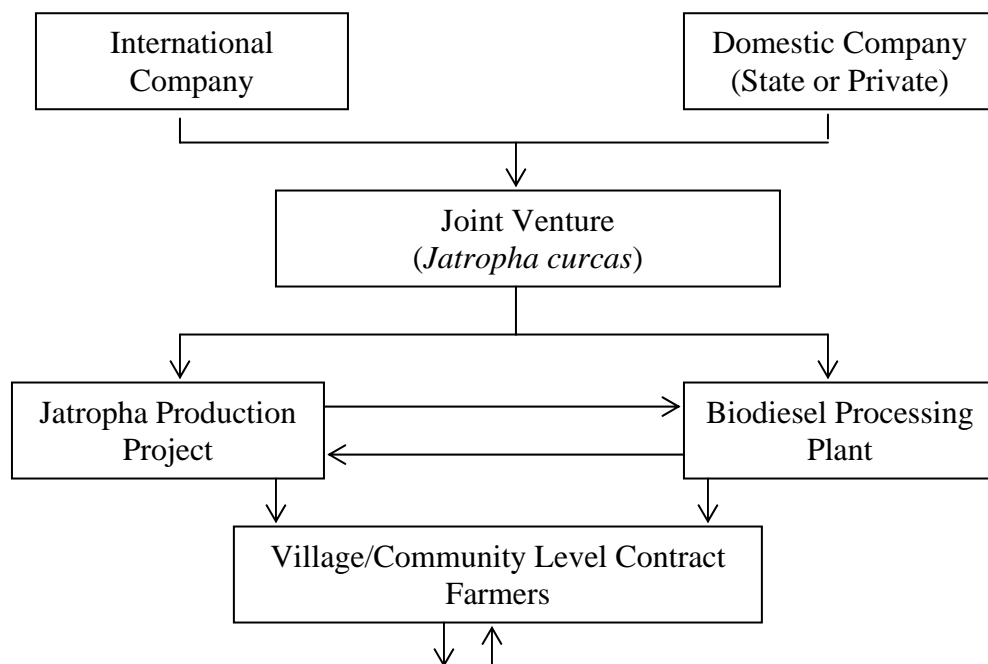 International
Company
Domestic Company
(State or Private)
Joint Venture
(Jatropha curcas)
Jatropha Production
Project
Biodiesel Processing
Plant
Village/Community Level Contract
Farmers